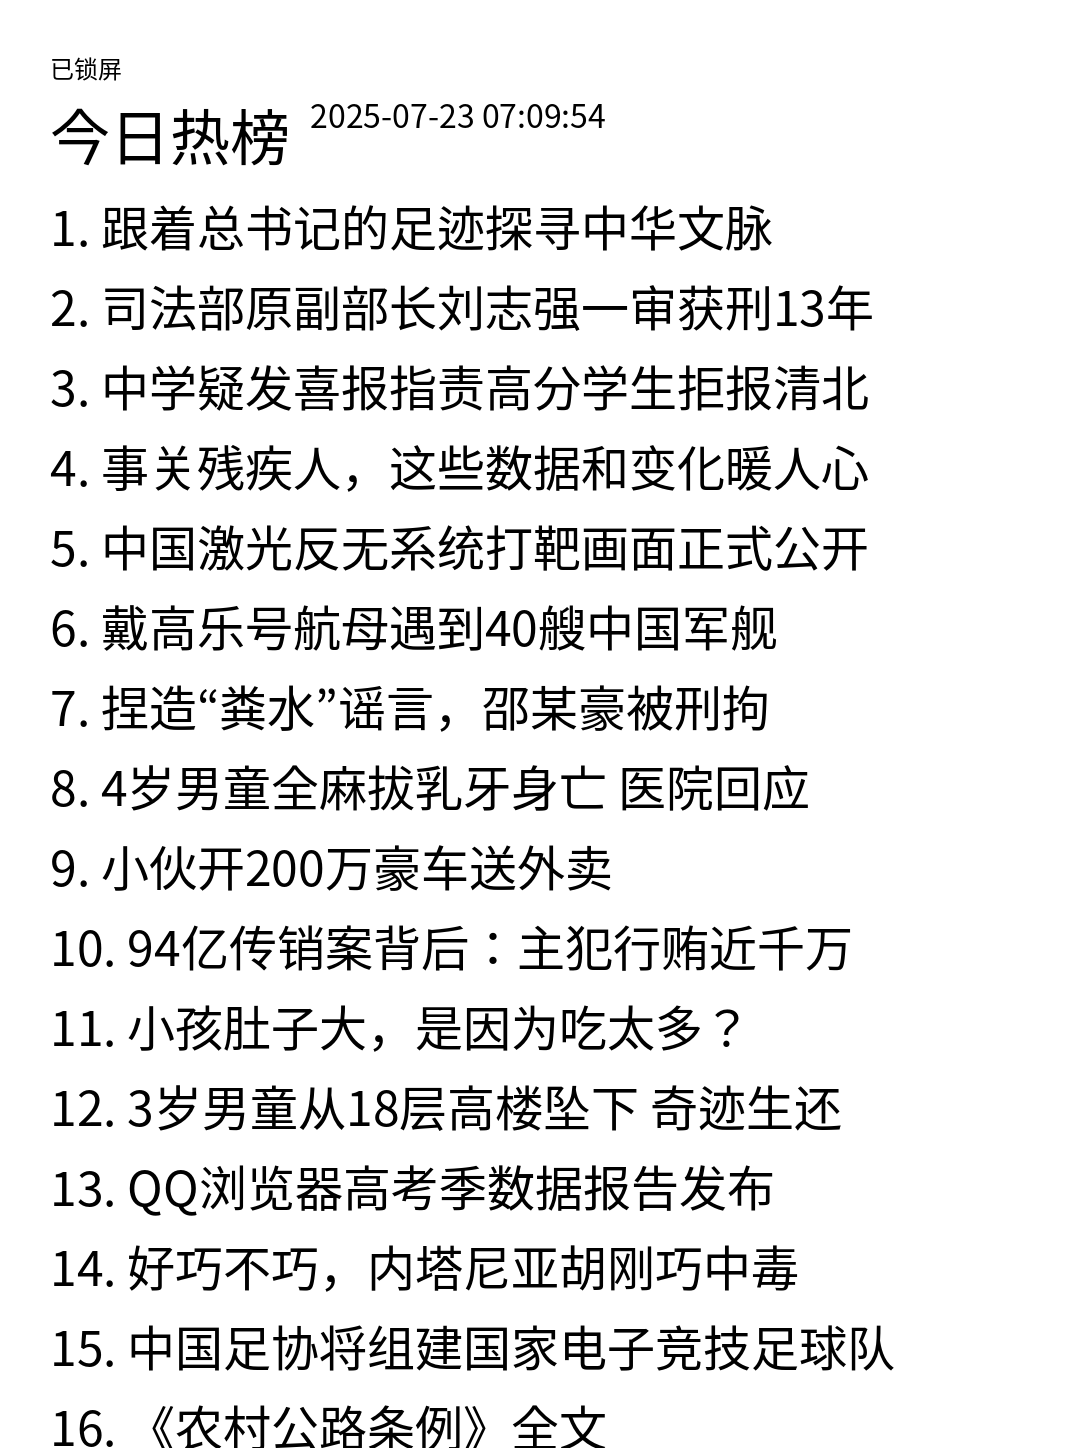 已锁屏
今日热榜 2025-07-23 07:09:54
1. 跟着总书记的足迹探寻中华文脉
2. 司法部原副部长刘志强一审获刑13年
3. 中学疑发喜报指责高分学生拒报清北
4. 事关残疾人，这些数据和变化暖人心
5. 中国激光反无系统打靶画面正式公开
6. 戴高乐号航母遇到40艘中国军舰
7. 捏造“粪水”谣言，邵某豪被刑拘
8. 4岁男童全麻拔乳牙身亡 医院回应
9. 小伙开200万豪车送外卖
10. 94亿传销案背后：主犯行贿近千万
11. 小孩肚子大，是因为吃太多？
12. 3岁男童从18层高楼坠下 奇迹生还
13. QQ浏览器高考季数据报告发布
14. 好巧不巧，内塔尼亚胡刚巧中毒
15. 中国足协将组建国家电子竞技足球队
16. 《农村公路条例》全文